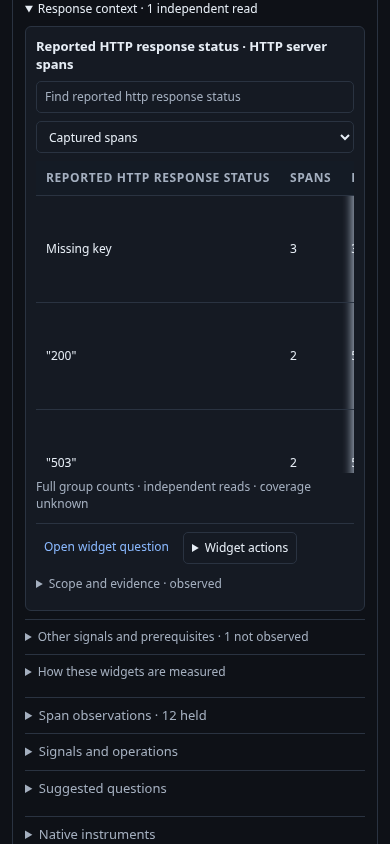 Response context · 1 independent read
Reported HTTP response status · HTTP server
spans
Find reported http response status
Captured spans
REPORTED HTTP RESPONSE STATUS SPANS
Missing key 3
"200" 2
"503" 2
Full group counts · independent reads · coverage
unknown
Open widget question Widget actions
Scope and evidence · observed
Other signals and prerequisites · 1 not observed
How these widgets are measured
Span observations · 12 held
Signals and operations
Suggested questions
Native instruments